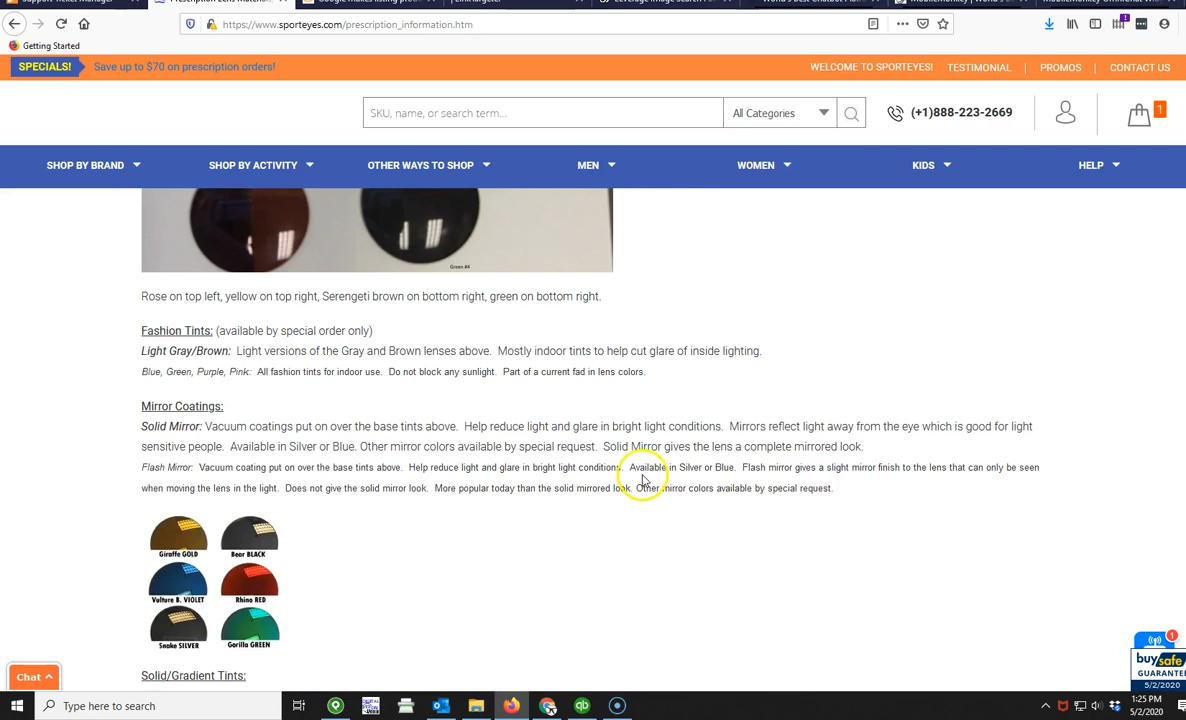 https://www.sporteyes.com/prescription_information.htm
Getting Started
SPECIALS! Save up to $70 on prescription orders! WELCOME TO SPORTEYES! TESTIMONIAL | PROMOS | CONTACT US
SKU, name, or search term... All Categories (+1)888-223-2669 1
SHOP BY BRAND SHOP BY ACTIVITY OTHER WAYS TO SHOP MEN WOMEN KIDS HELP
Green #4
Rose on top left, yellow on top right, Serengeti brown on bottom right, green on bottom right.
Fashion Tints: (available by special order only)
Light Gray/Brown: Light versions of the Gray and Brown lenses above. Mostly indoor tints to help cut glare of inside lighting.
Blue, Green, Purple, Pink: All fashion tints for indoor use. Do not block any sunlight. Part of a current fad in lens colors.
Mirror Coatings:
Solid Mirror: Vacuum coatings put on over the base tints above. Help reduce light and glare in bright light conditions. Mirrors reflect light away from the eye which is good for light
sensitive people. Available in Silver or Blue. Other mirror colors available by special request. Solid Mirror gives the lens a complete mirrored look.
Flash Mirror: Vacuum coating put on over the base tints above. Help reduce light and glare in bright light conditions. Available in Silver or Blue. Flash mirror gives a slight mirror finish to the lens that can only be seen
when moving the lens in the light. Does not give the solid mirror look. More popular today than the solid mirrored look. Other mirror colors available by special request.
Giraffe GOLD Bear BLACK
Vulture B. VIOLET Rhino RED
Snake SILVER Gorilla GREEN
Solid/Gradient Tints:
Chat
1
buySAFE
GUARANTEE
5/2/2020
Type here to search
1:25 PM
5/2/2020